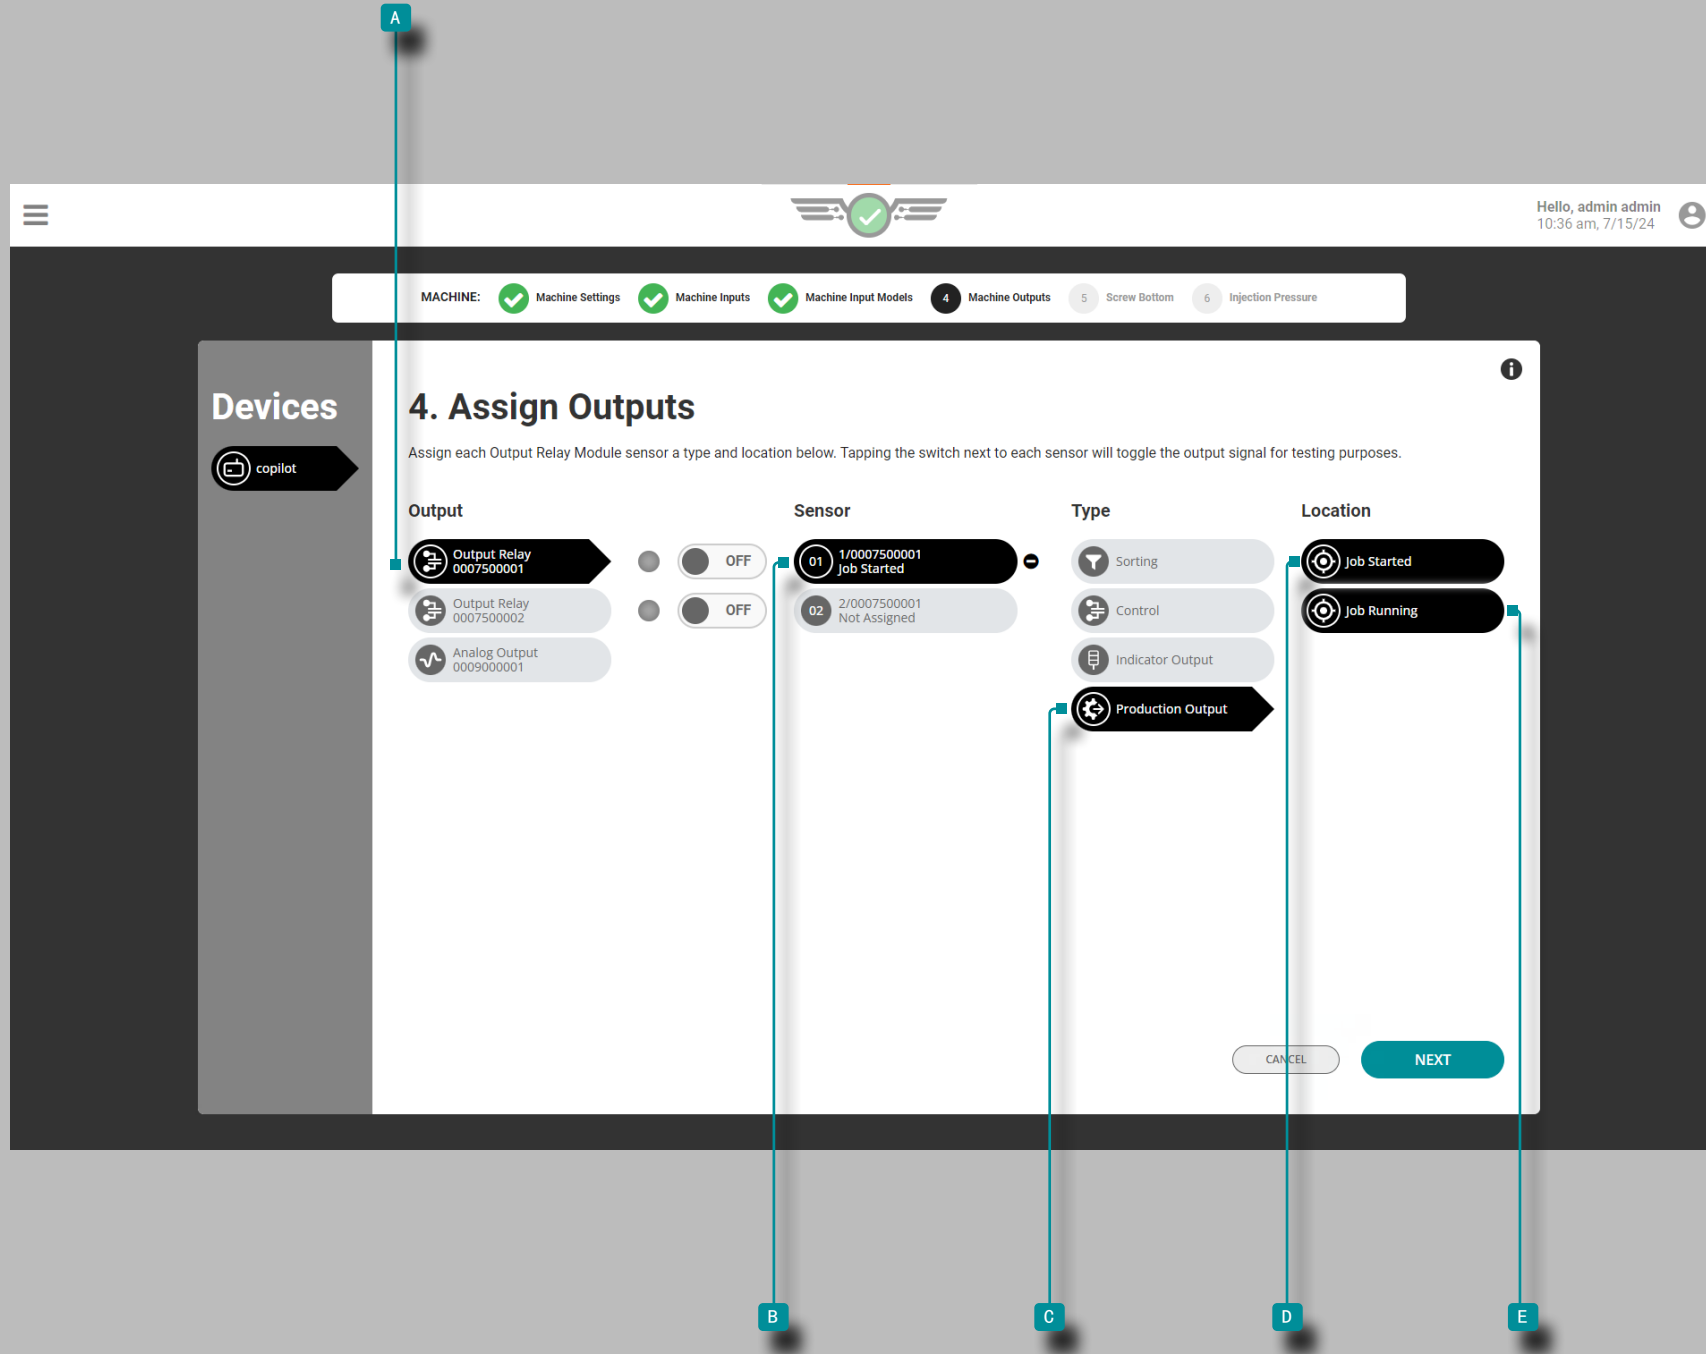 A
Hello, admin admin
10:36 am, 7/15/24
MACHINE: Machine Settings Machine Inputs Machine Input Models 4 Machine Outputs 5 Screw Bottom 6 Injection Pressure
Devices
copilot
4. Assign Outputs
Assign each Output Relay Module sensor a type and location below. Tapping the switch next to each sensor will toggle the output signal for testing purposes.
Output
Output Relay
0007500001
Output Relay
0007500002
Analog Output
0009000001
OFF
OFF
Sensor
01 1/0007500001
Job Started
02 2/0007500001
Not Assigned
Type
Sorting
Control
Indicator Output
Production Output
Location
Job Started
Job Running
CANCEL
NEXT
B
C
D
E